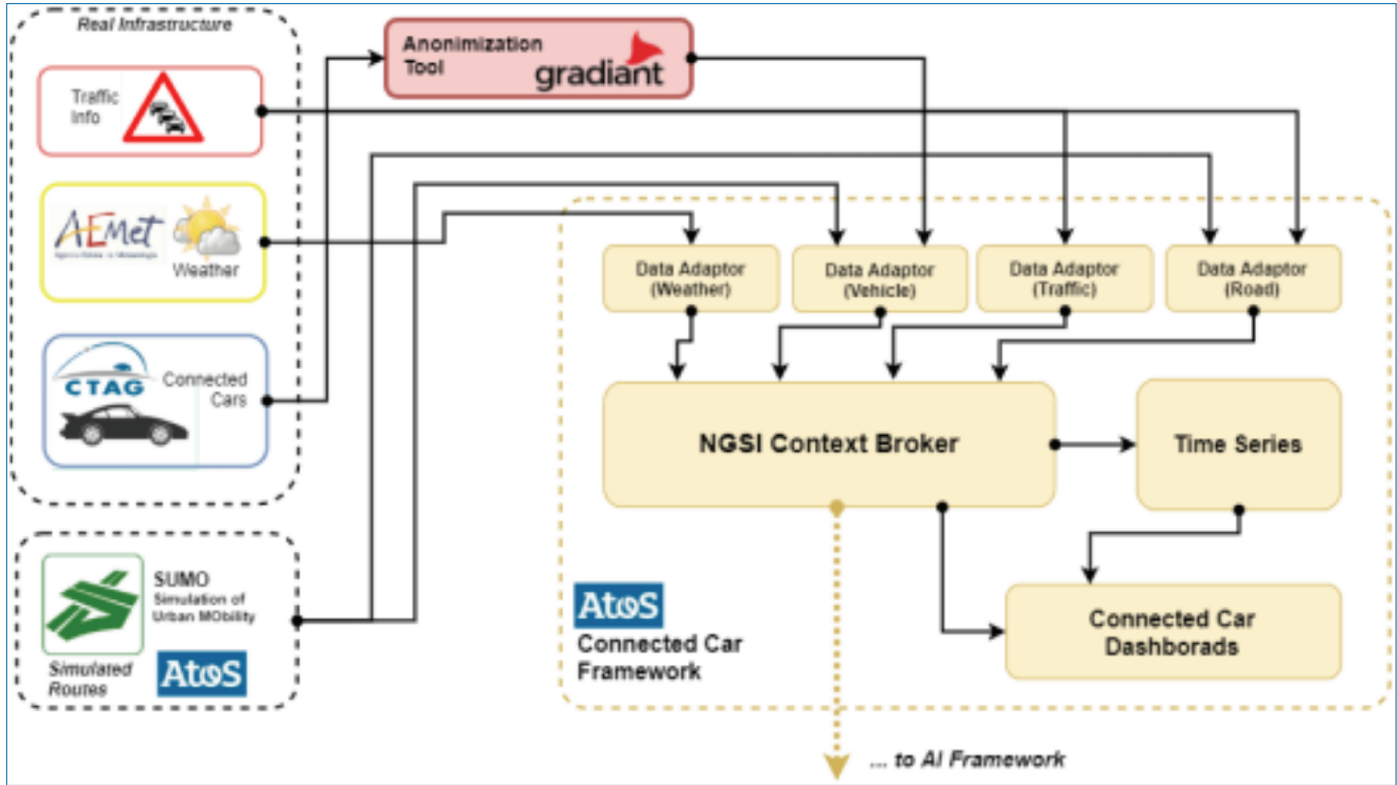 Real Infrastructure
Traffic
Info
AEMet
Weather
CTAG
Connected
Cars
SUMO
Simulation of
Urban MObility
Simulated
Routes
Atos
Anonimization
Tool
gradiant
Data Adaptor
(Weather)
Data Adaptor
(Vehicle)
Data Adaptor
(Traffic)
Data Adaptor
(Road)
NGSI Context Broker
Time Series
Atos
Connected Car
Framework
Connected Car
Dashborads
... to AI Framework